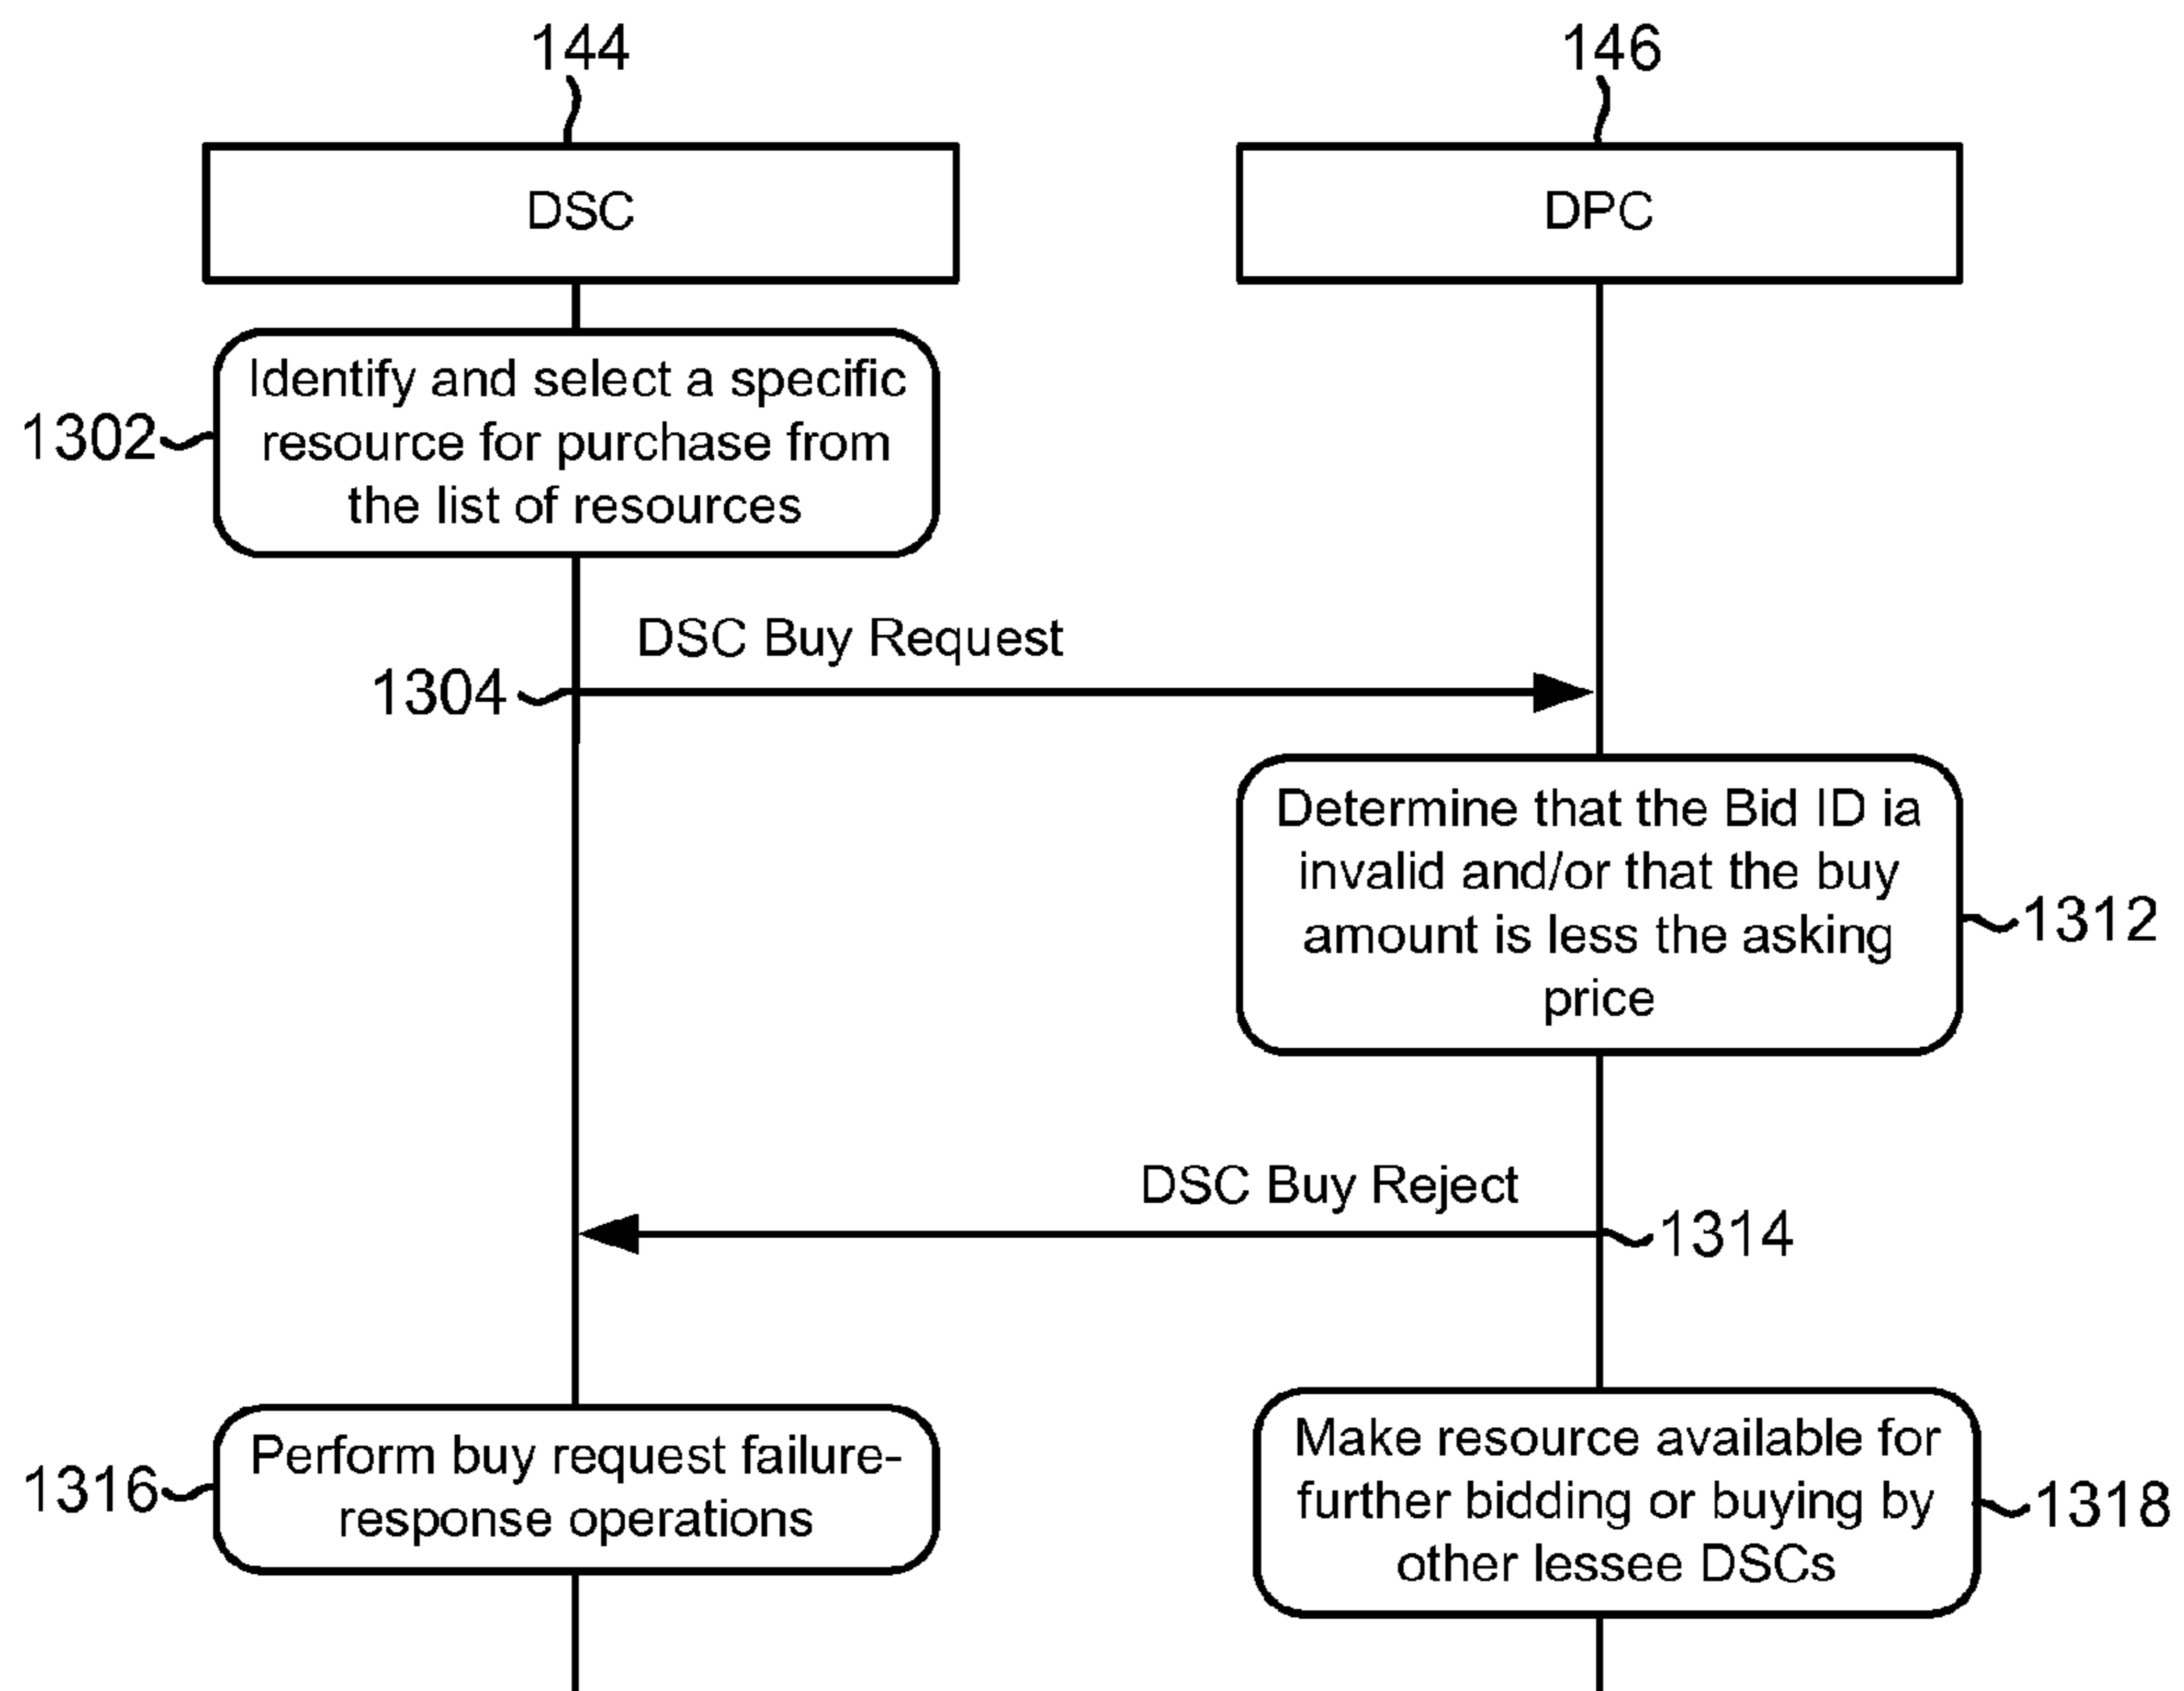 144
146
DSC
DPC
Identify and select a specific
resource for purchase from
the list of resources
1302
DSC Buy Request
1304
Determine that the Bid ID ia
invalid and/or that the buy
amount is less the asking
price
1312
DSC Buy Reject
1314
Perform buy request failure-
response operations
1316
Make resource available for
further bidding or buying by
other lessee DSCs
1318